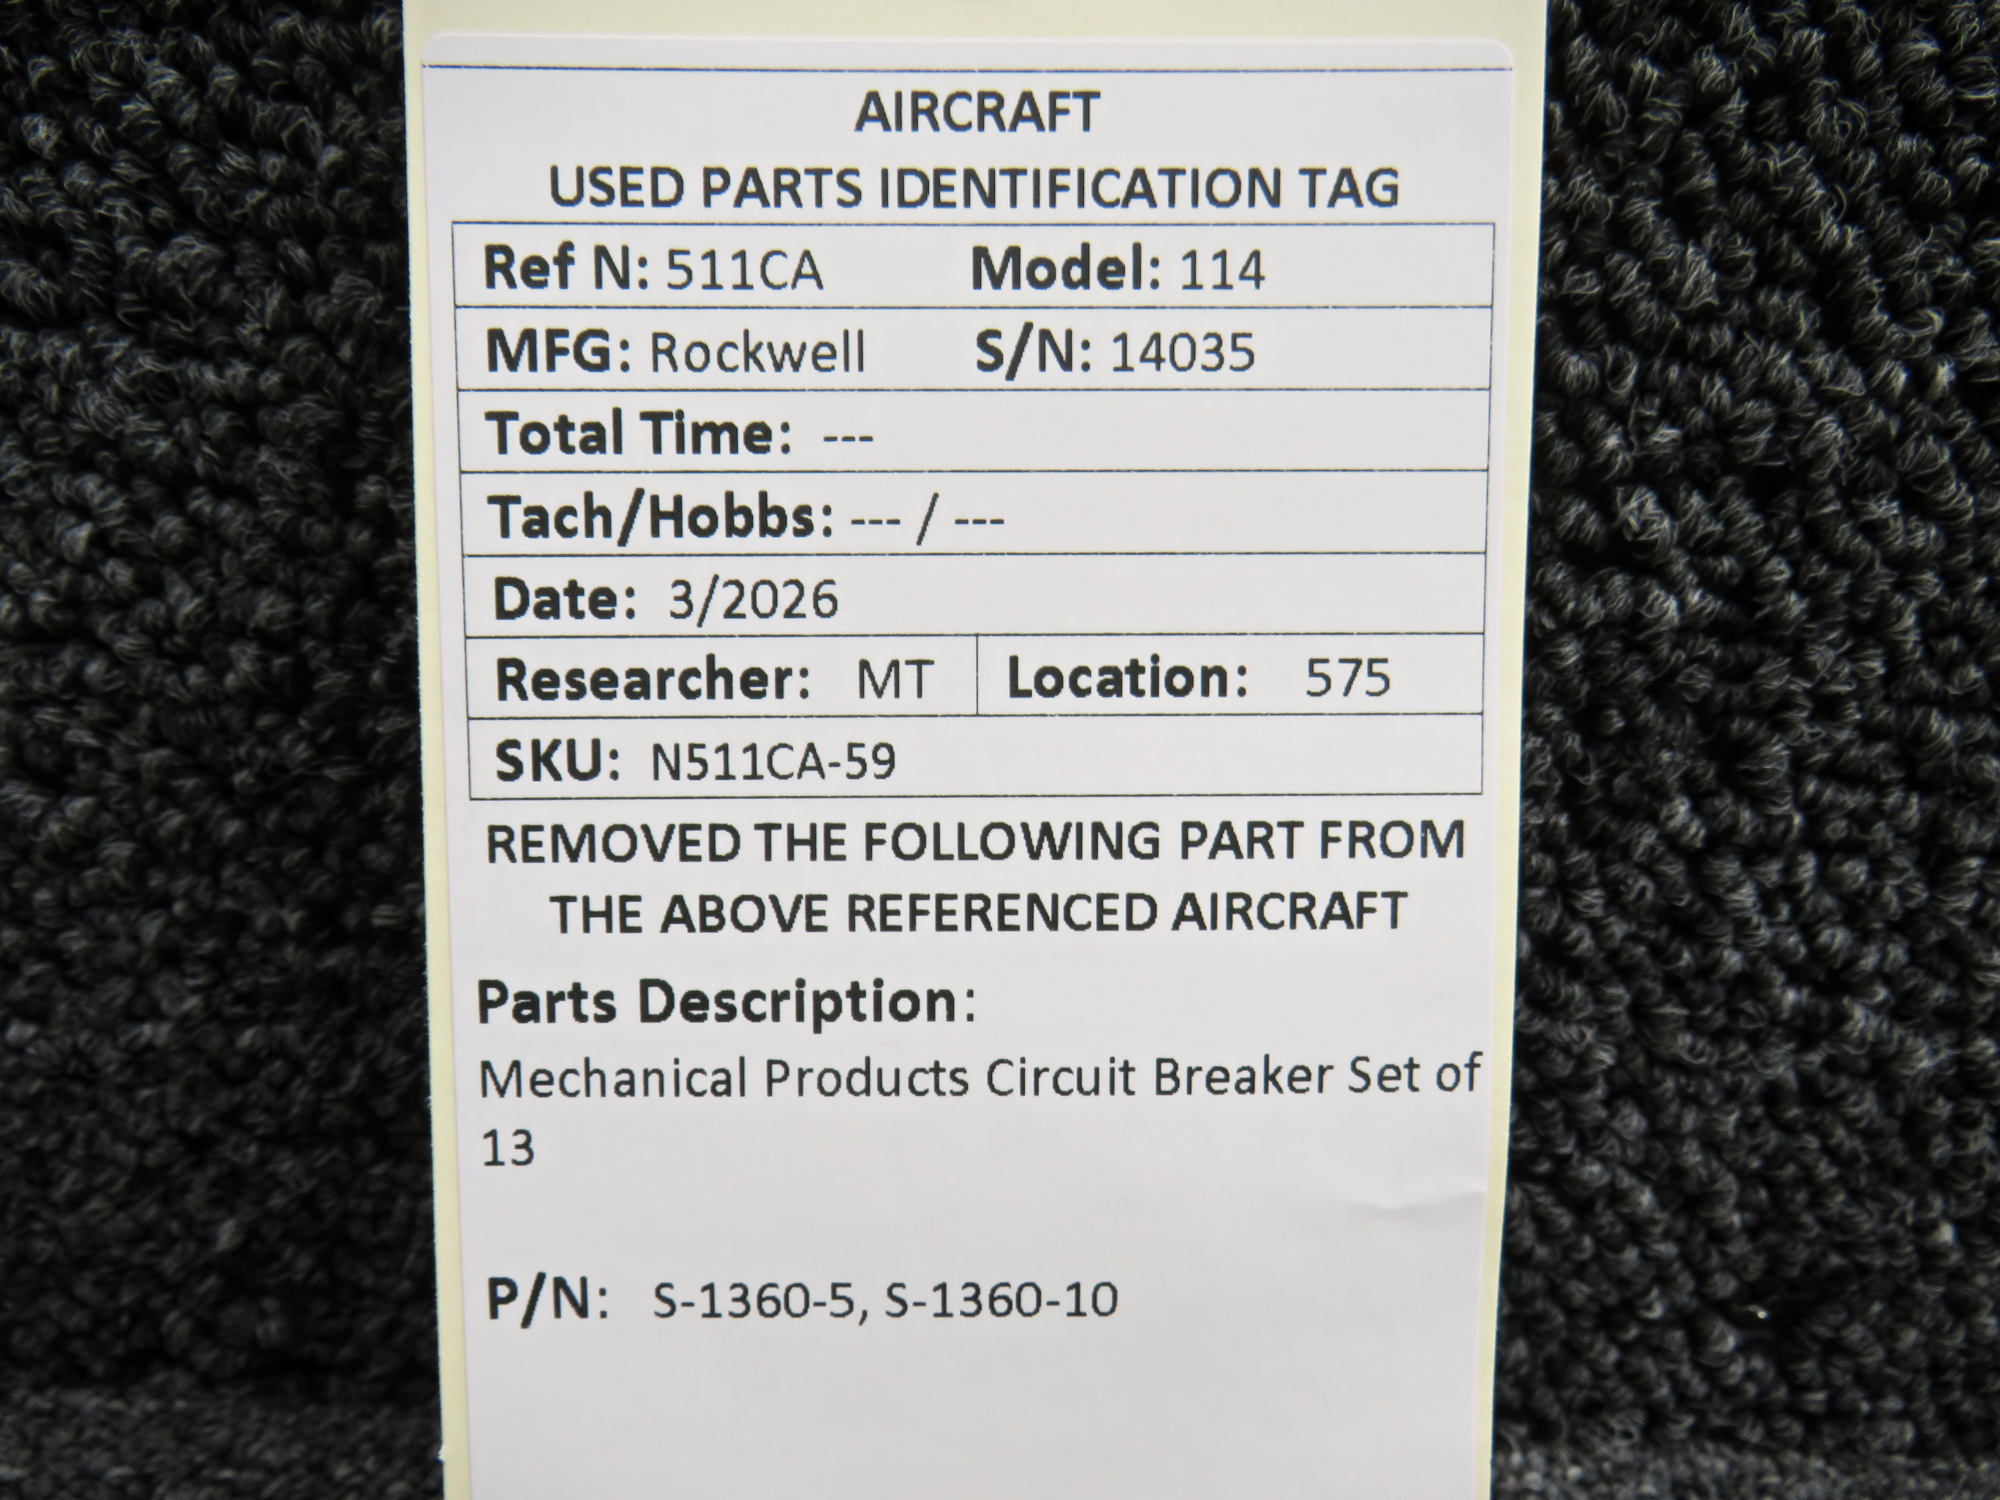 AIRCRAFT
USED PARTS IDENTIFICATION TAG
Ref N: 511CA Model: 114
MFG: Rockwell S/N: 14035
Total Time: ---
Tach/Hobbs: --- / ---
Date: 3/2026
Researcher: MT Location: 575
SKU: N511CA-59
REMOVED THE FOLLOWING PART FROM
THE ABOVE REFERENCED AIRCRAFT
Parts Description:
Mechanical Products Circuit Breaker Set of
13
P/N: S-1360-5, S-1360-10